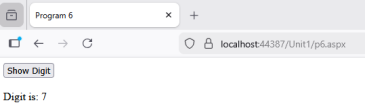 Program 6
localhost:44387/Unit1/p6.aspx
Show Digit
Digit is: 7